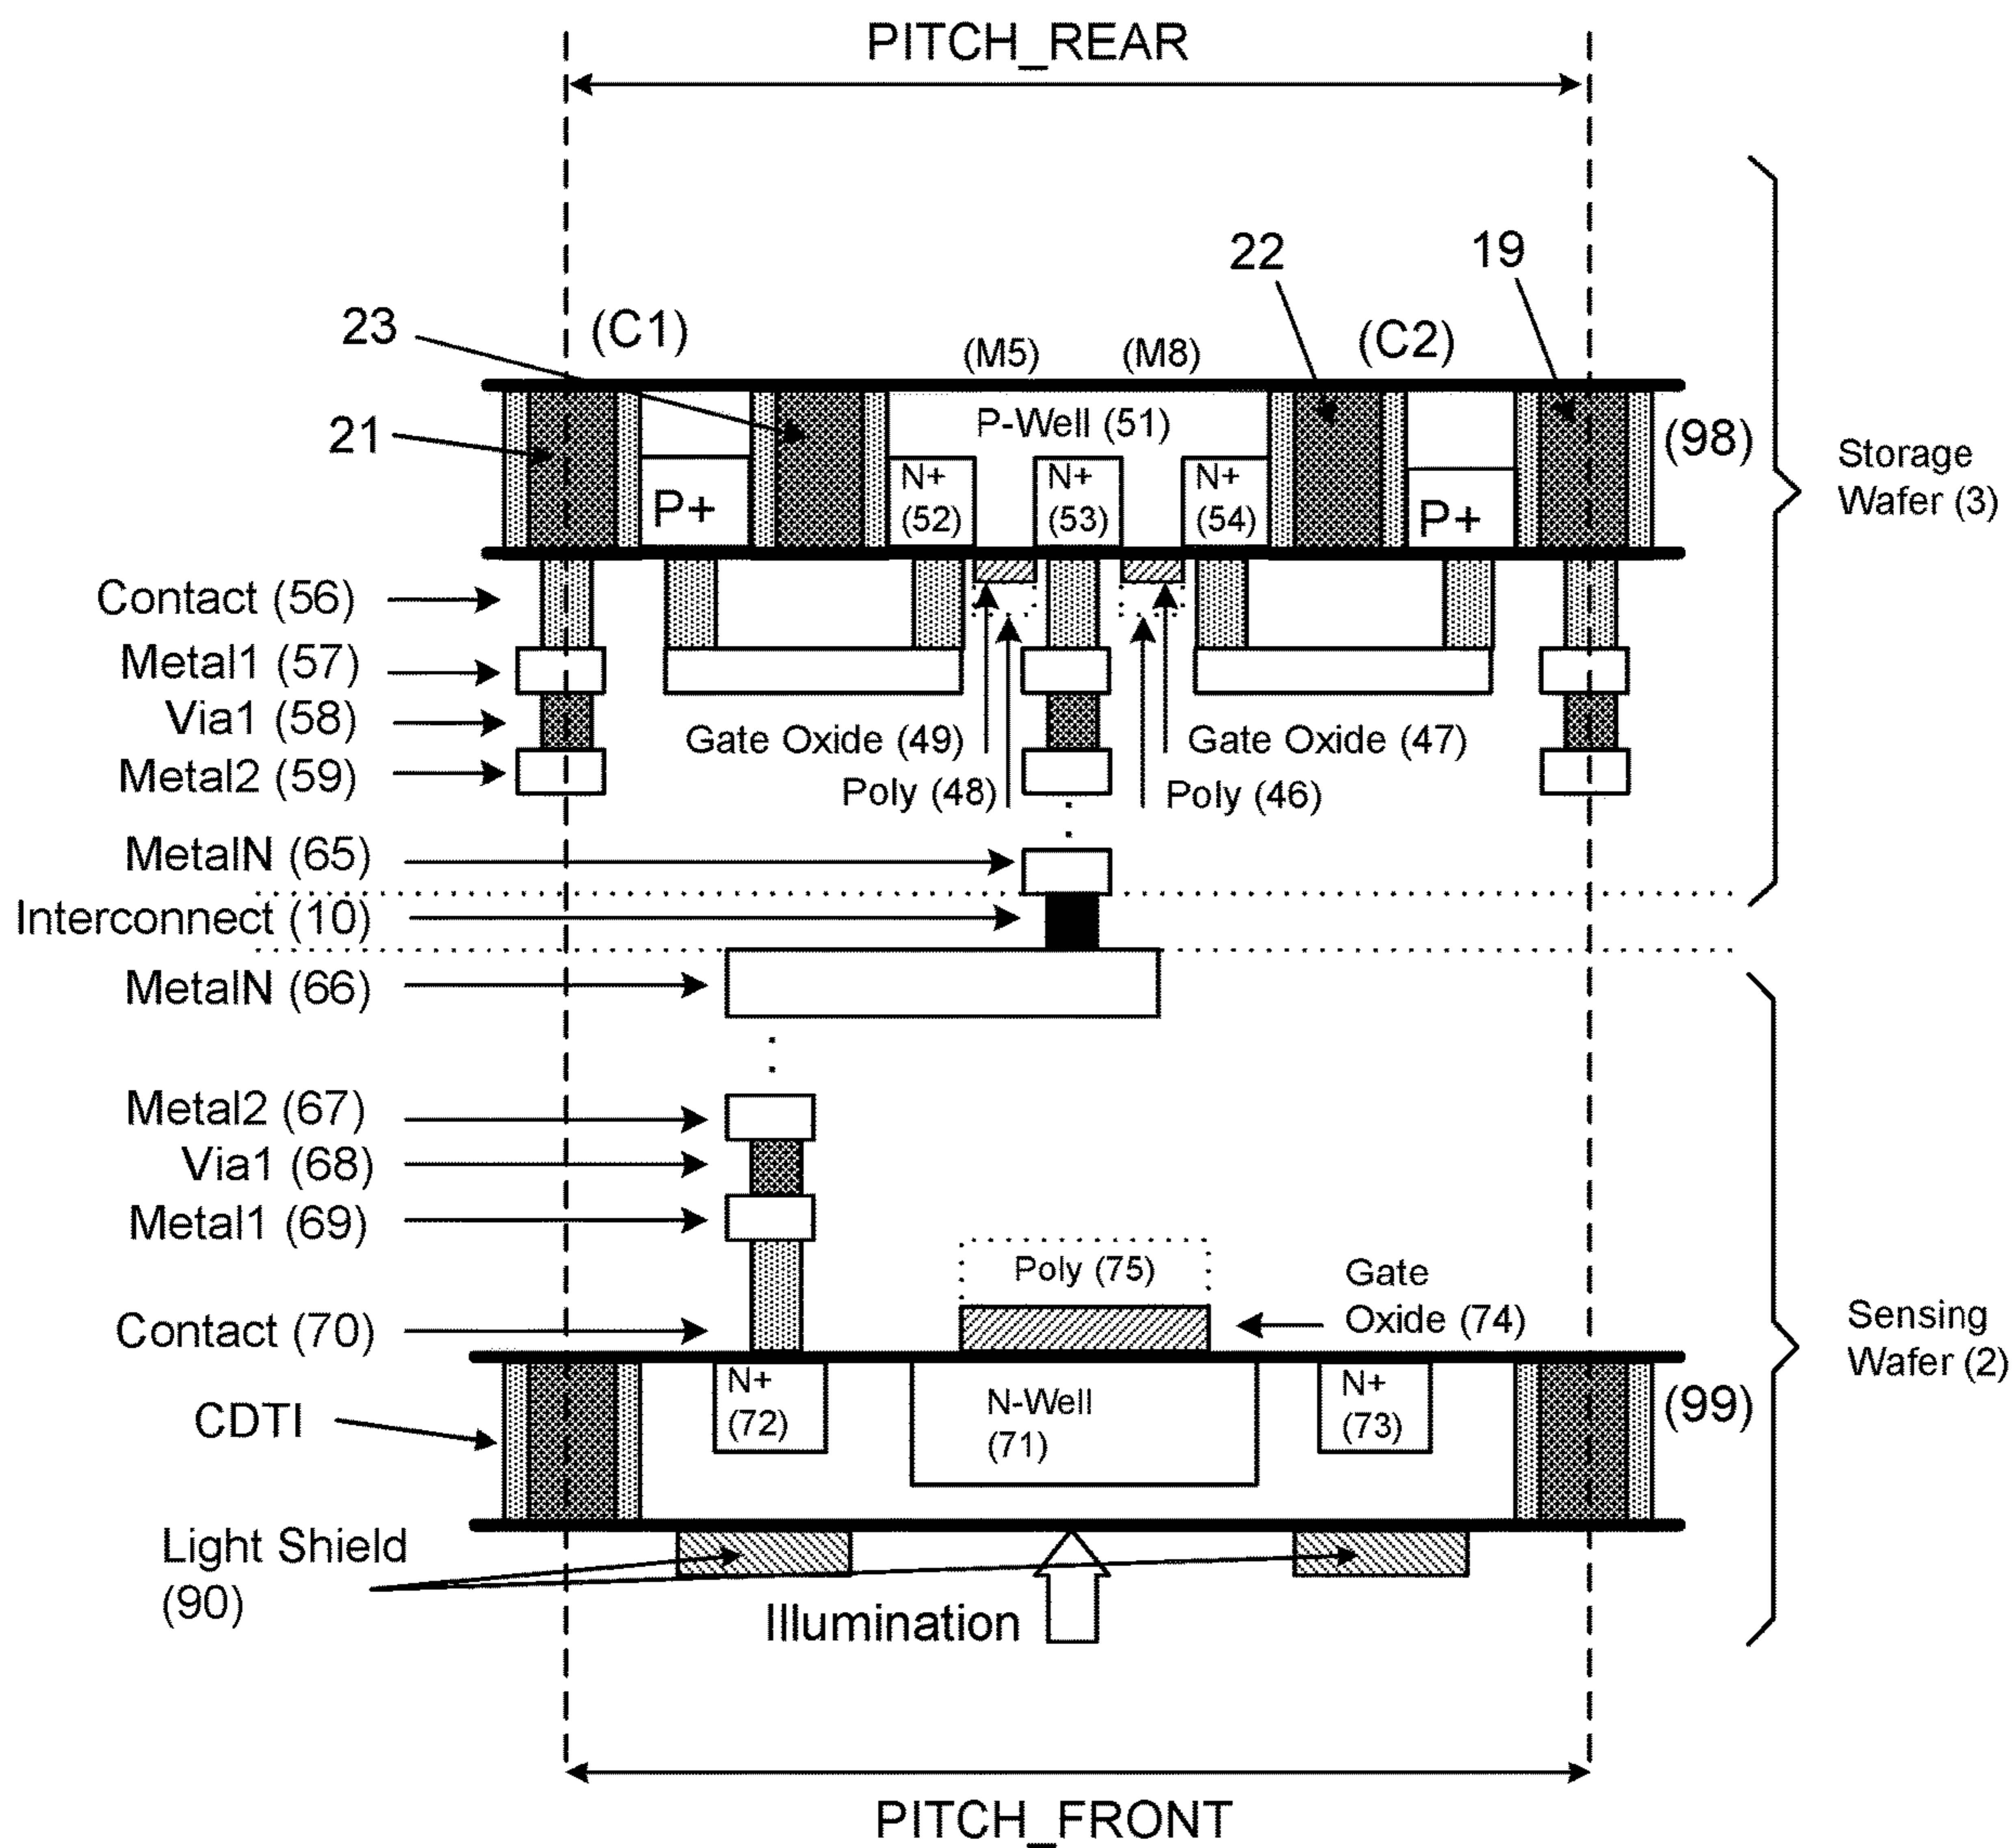 PITCH_REAR
22
19
23
(C1)
(M5)
(M8)
(C2)
21
P-Well (51)
(98)
Storage
Wafer (3)
P+
N+
(52)
N+
(53)
N+
(54)
P+
Contact (56)
Metal1 (57)
Via1 (58)
Gate Oxide (49)
Gate Oxide (47)
Metal2 (59)
Poly (48)
Poly (46)
MetalN (65)
Interconnect (10)
MetalN (66)
Metal2 (67)
Via1 (68)
Metal1 (69)
Poly (75)
Gate
Oxide (74)
Contact (70)
Sensing
Wafer (2)
CDTI
N+
(72)
N-Well
(71)
N+
(73)
(99)
Light Shield
(90)
Illumination
PITCH_FRONT